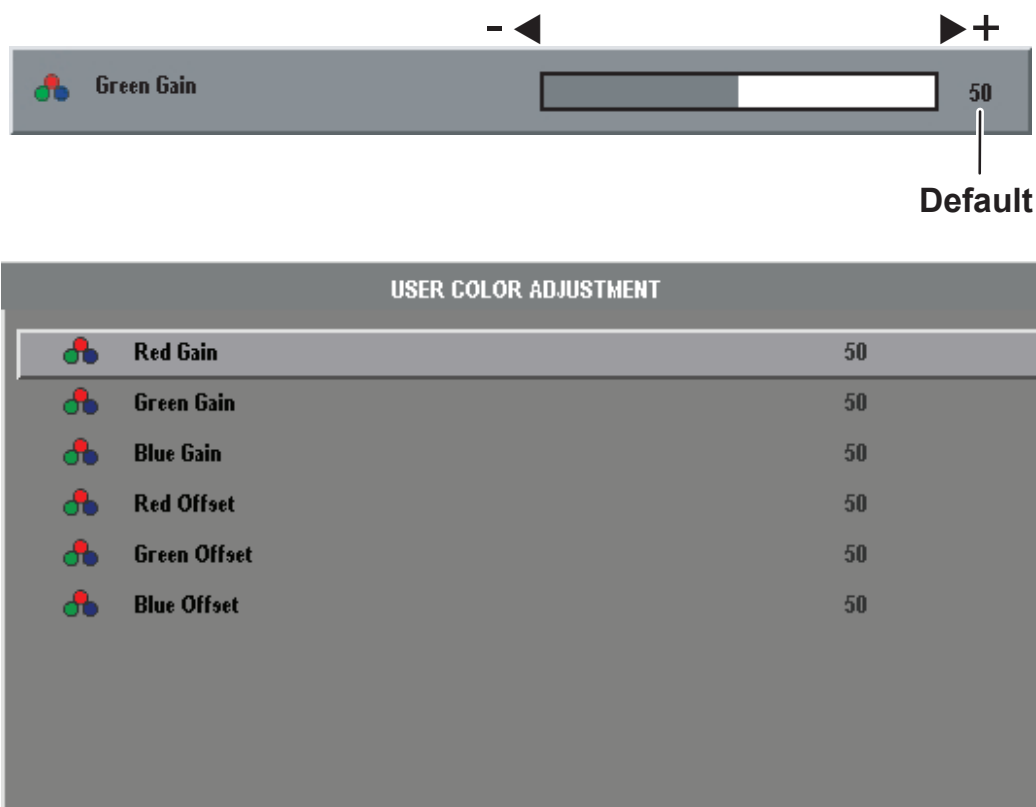 - ◀ ▶ +
Green Gain 50
Default
USER COLOR ADJUSTMENT
Red Gain 50
Green Gain 50
Blue Gain 50
Red Offset 50
Green Offset 50
Blue Offset 50